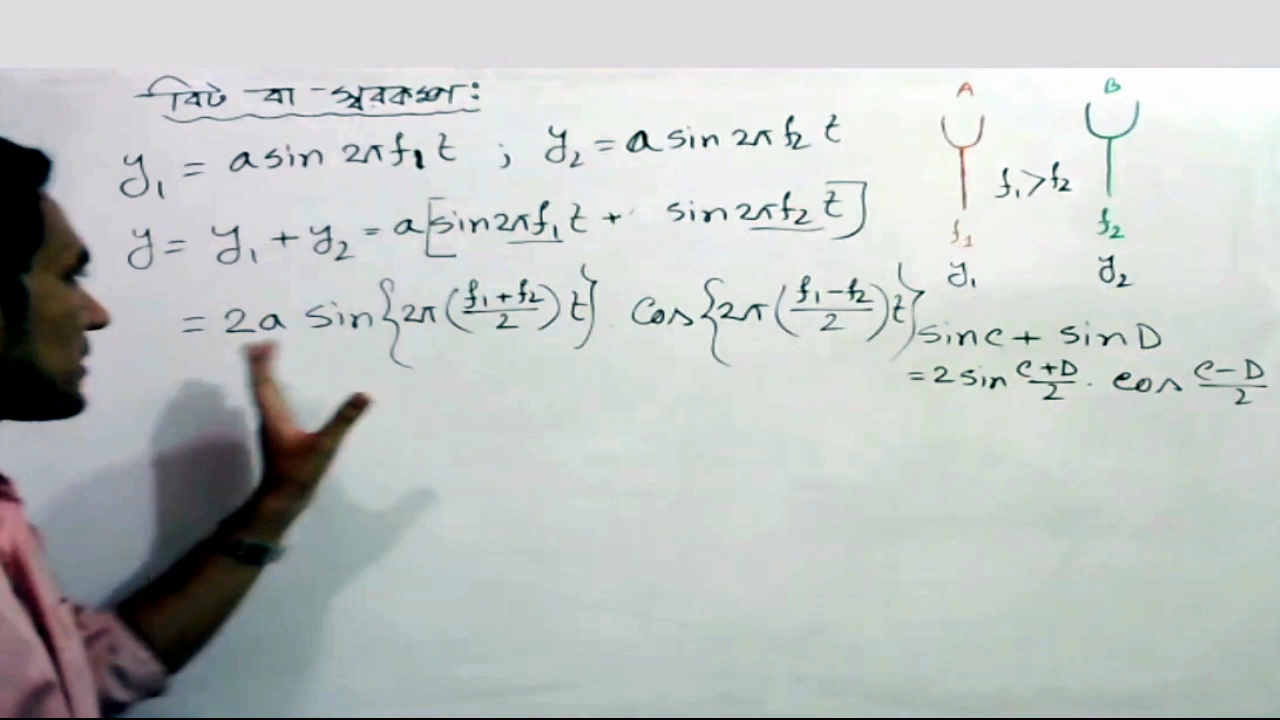 বিট বা স্বরকম্প:
y₁ = a sin 2πf₁t ; y₂ = a sin 2πf₂ t
y = y₁ + y₂ = a[sin2πf₁t + sin2πf₂t]
= 2a sin{2π((f₁+f₂)/2)t} cos{2π((f₁-f₂)/2)t}
A B
f₁>f₂
f₁ f₂
y₁ y₂
sinC + sinD
= 2 sin (C+D)/2 . cos (C-D)/2